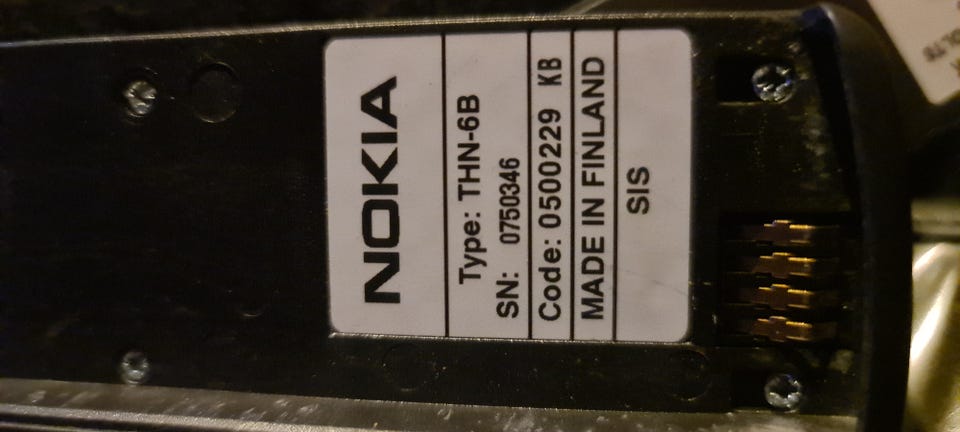 NOKIA
Type: THN-6B
SN: 0750346
Code: 0500229 KB
MADE IN FINLAND
SIS